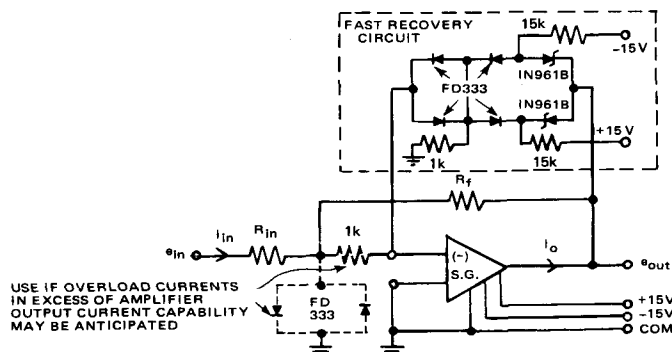 FAST RECOVERY
CIRCUIT
15k
-15V
IN961B
FD333
IN961B
+15V
1k
15k
Rf
Rin
iin
1k
ein
(-)
S.G.
io
eout
USE IF OVERLOAD CURRENTS
IN EXCESS OF AMPLIFIER
OUTPUT CURRENT CAPABILITY
MAY BE ANTICIPATED
FD
333
+15V
-15V
COM